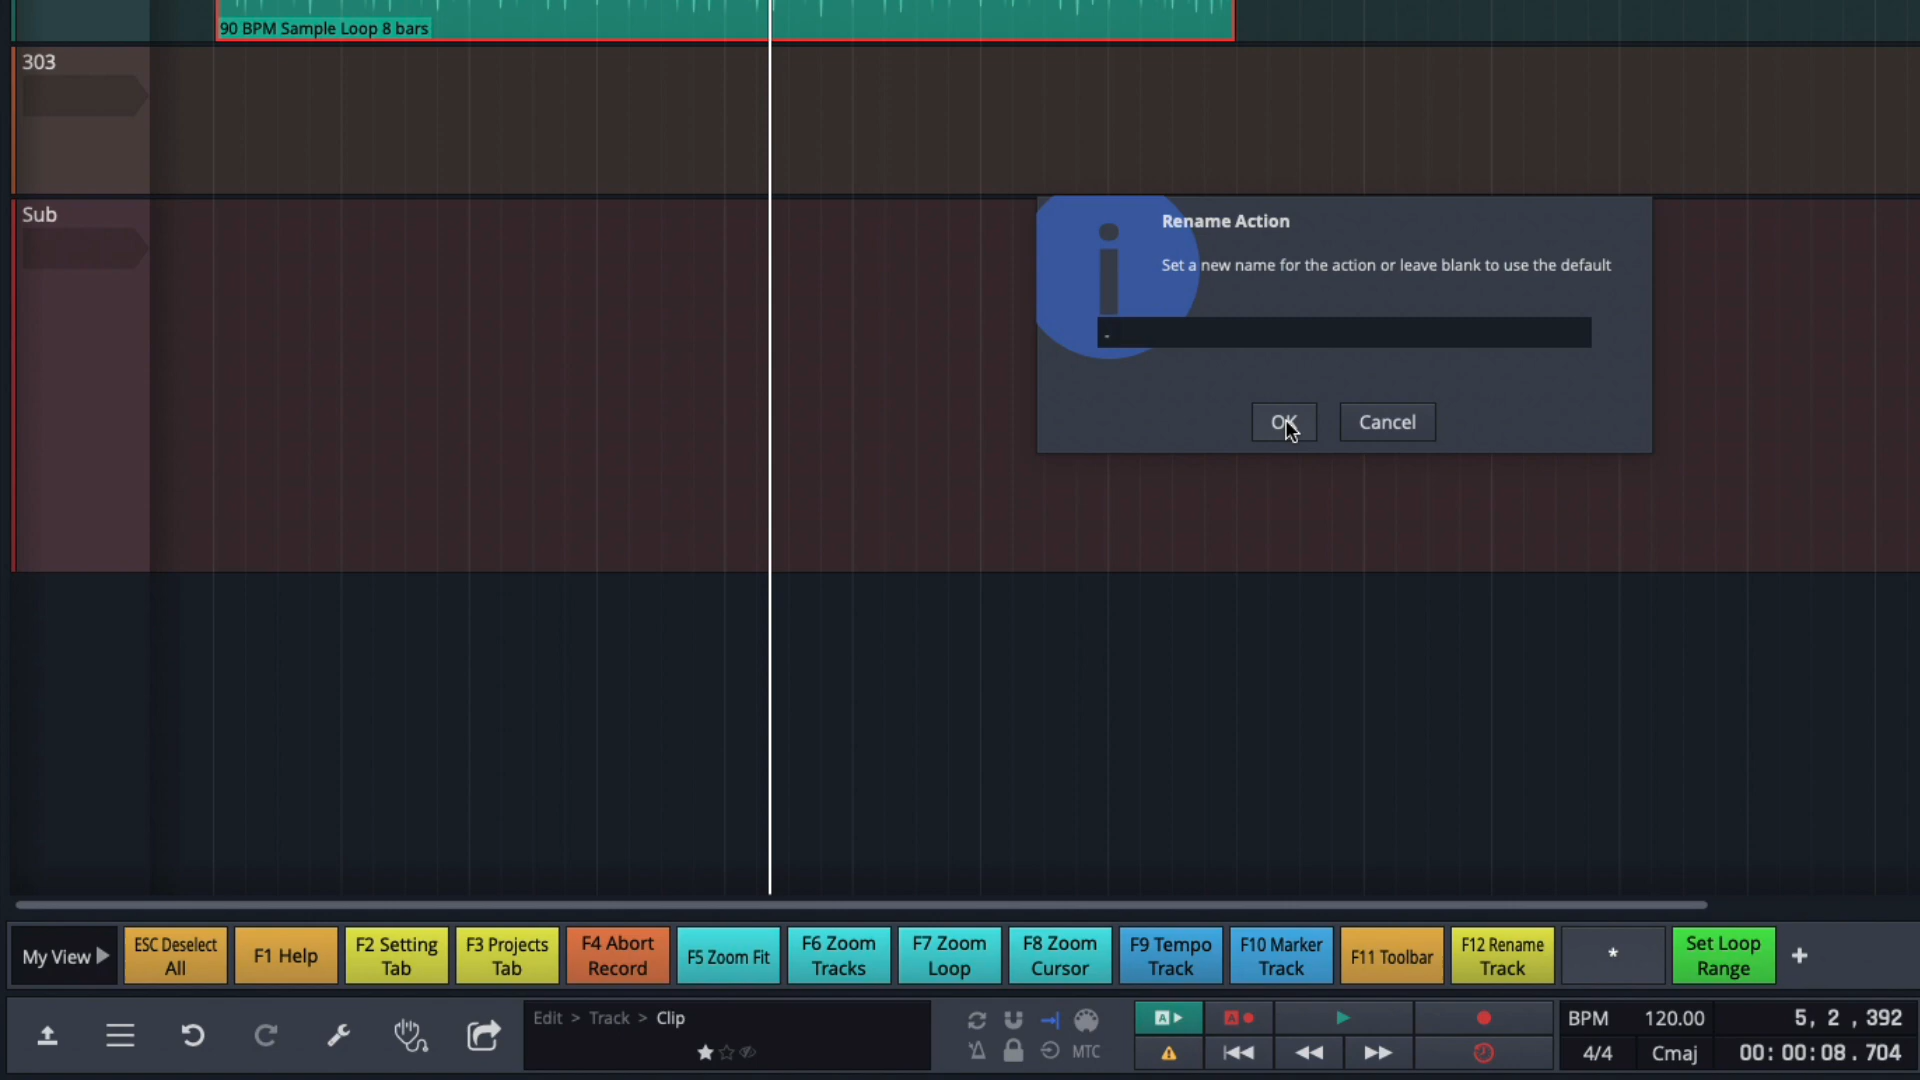 90 BPM Sample Loop 8 bars
303
Sub
Rename Action
Set a new name for the action or leave blank to use the default
-
OK
Cancel
My View
ESC Deselect
All
F1 Help
F2 Setting
Tab
F3 Projects
Tab
F4 Abort
Record
F5 Zoom Fit
F6 Zoom
Tracks
F7 Zoom
Loop
F8 Zoom
Cursor
F9 Tempo
Track
F10 Marker
Track
F11 Toolbar
F12 Rename
Track
*
Set Loop
Range
+
Edit > Track > Clip
MTC
A
A
BPM 120.00
5, 2 , 392
4/4 Cmaj
00: 00:08 . 704